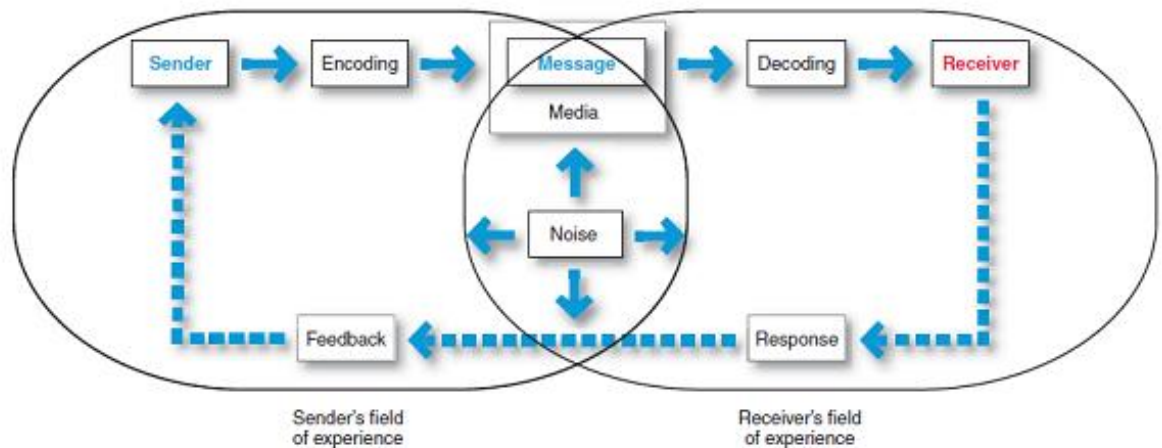 Sender
Encoding
Message
Media
Decoding
Receiver
Noise
Feedback
Response
Sender's field
of experience
Receiver's field
of experience